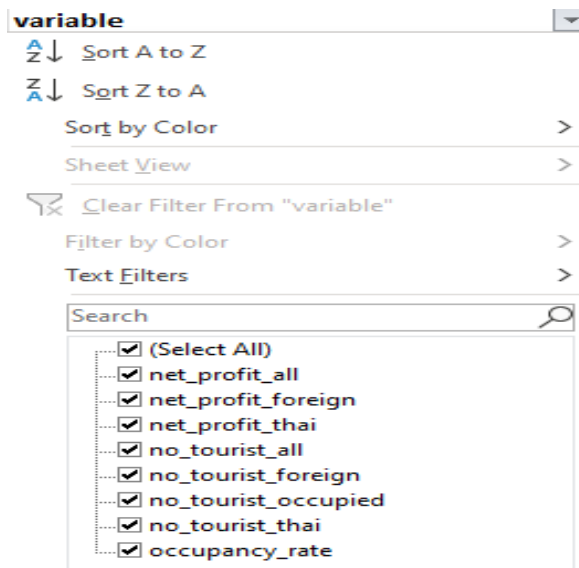 variable
Sort A to Z
Sort Z to A
Sort by Color
Sheet View
Clear Filter From "variable"
Filter by Color
Text Filters
Search
(Select All)
net_profit_all
net_profit_foreign
net_profit_thai
no_tourist_all
no_tourist_foreign
no_tourist_occupied
no_tourist_thai
occupancy_rate